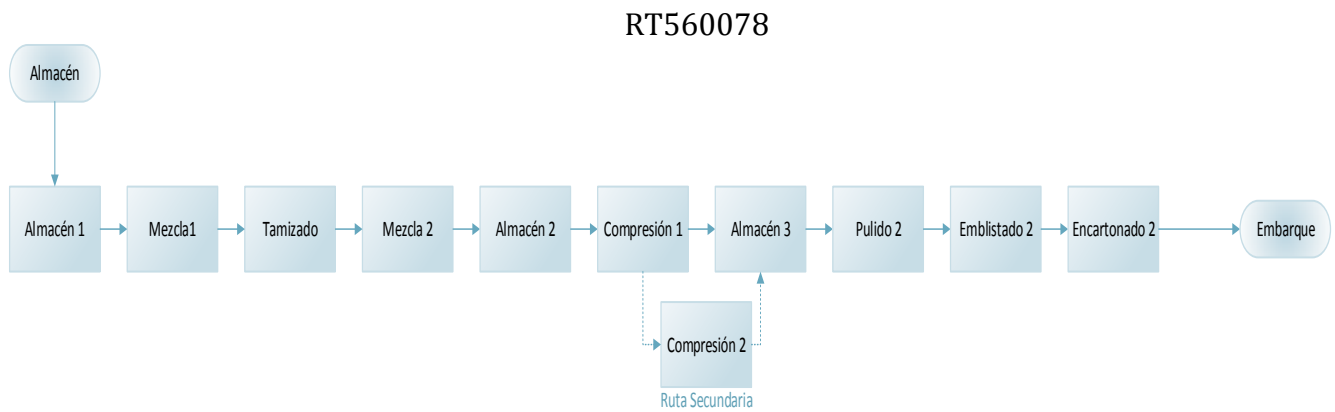 RT560078
Almacén
Almacén 1
Mezcla1
Tamizado
Mezcla 2
Almacén 2
Compresión 1
Almacén 3
Pulido 2
Emblistado 2
Encartonado 2
Embarque
Compresión 2
Ruta Secundaria